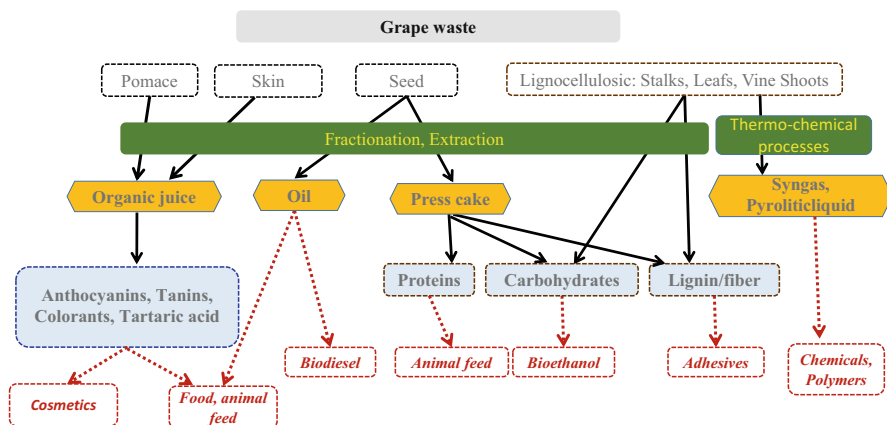 Grape waste
Pomace
Skin
Seed
Lignocellulosic: Stalks, Leafs, Vine Shoots
Fractionation, Extraction
Thermo-chemical
processes
Organic juice
Oil
Press cake
Syngas,
Pyroliticliquid
Anthocyanins, Tanins,
Colorants, Tartaric acid
Proteins
Carbohydrates
Lignin/fiber
Biodiesel
Animal feed
Bioethanol
Adhesives
Chemicals,
Polymers
Cosmetics
Food, animal
feed